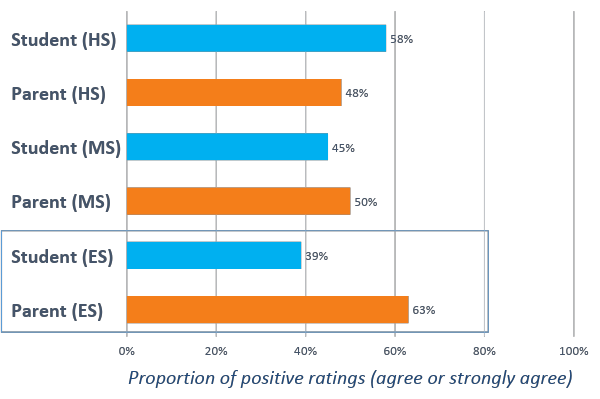 Student (HS)
58%
Parent (HS)
48%
Student (MS)
45%
Parent (MS)
50%
Student (ES)
39%
Parent (ES)
63%
0% 20% 40% 60% 80% 100%
Proportion of positive ratings (agree or strongly agree)